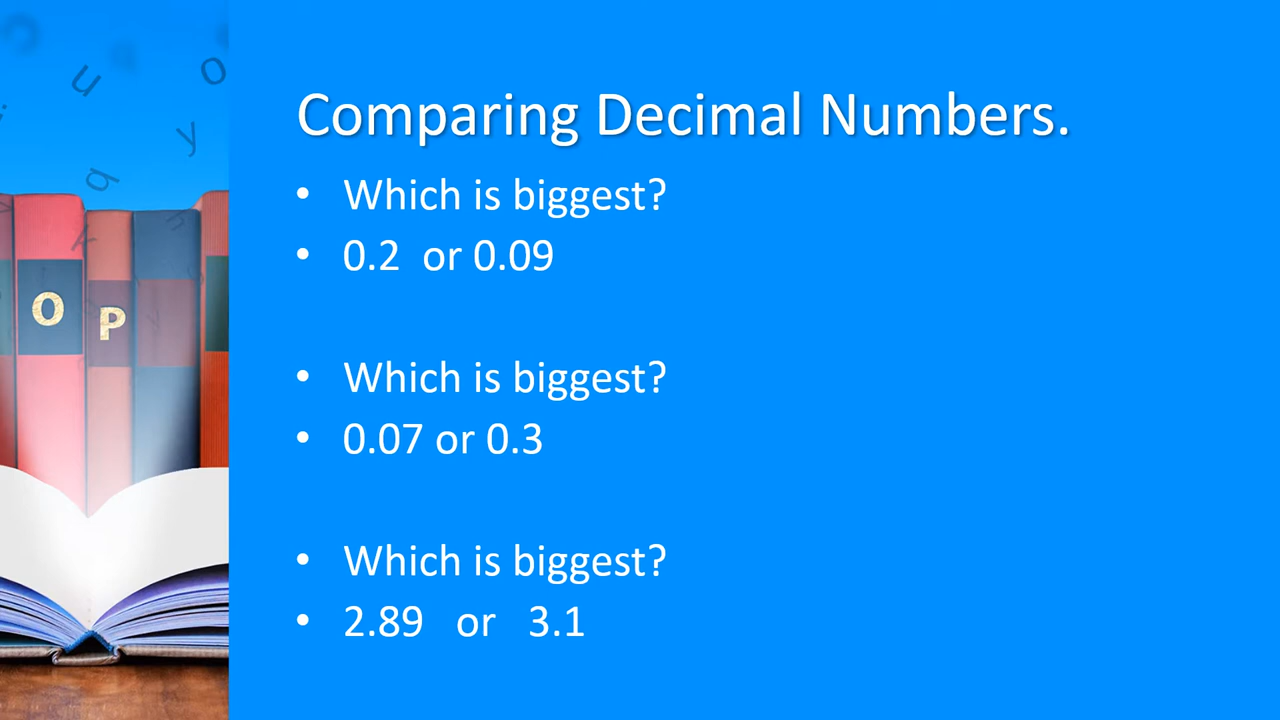 Comparing Decimal Numbers.
• Which is biggest?
• 0.2 or 0.09
• Which is biggest?
• 0.07 or 0.3
• Which is biggest?
• 2.89 or 3.1
u
o
y
q
k
h
O
P